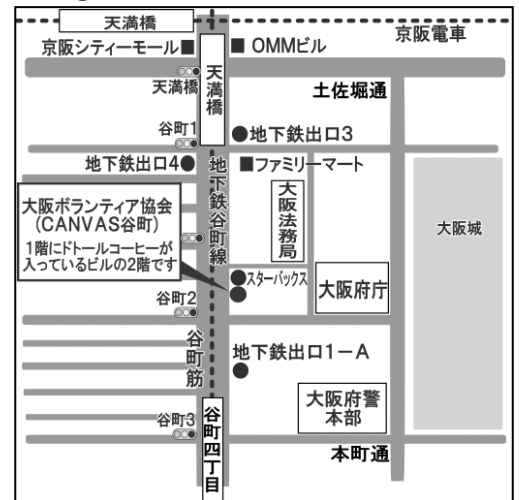 天満橋
京阪電車
京阪シティーモール■
■ OMMビル
天満橋
天満橋
土佐堀通
谷町1
●地下鉄出口3
地下鉄出口4●
■ファミリーマート
地下鉄谷町線
大阪法務局
大阪城
大阪ボランティア協会
(CANVAS谷町)
1階にドトールコーヒーが
入っているビルの2階です
●スターバックス
大阪府庁
谷町2
谷町筋
地下鉄出口1-A
大阪府警
本部
谷町3
谷町四丁目
本町通